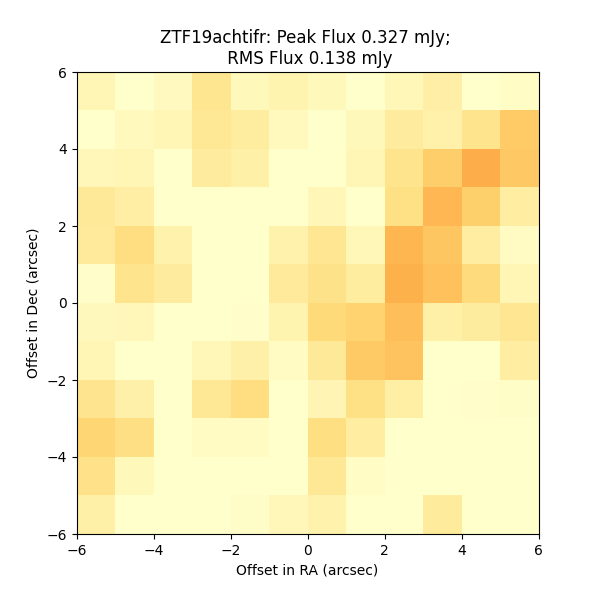 ZTF19achtifr: Peak Flux 0.327 mJy;
RMS Flux 0.138 mJy
6
4
2
0
−2
−4
−6
Offset in Dec (arcsec)
−6 −4 −2 0 2 4 6
Offset in RA (arcsec)